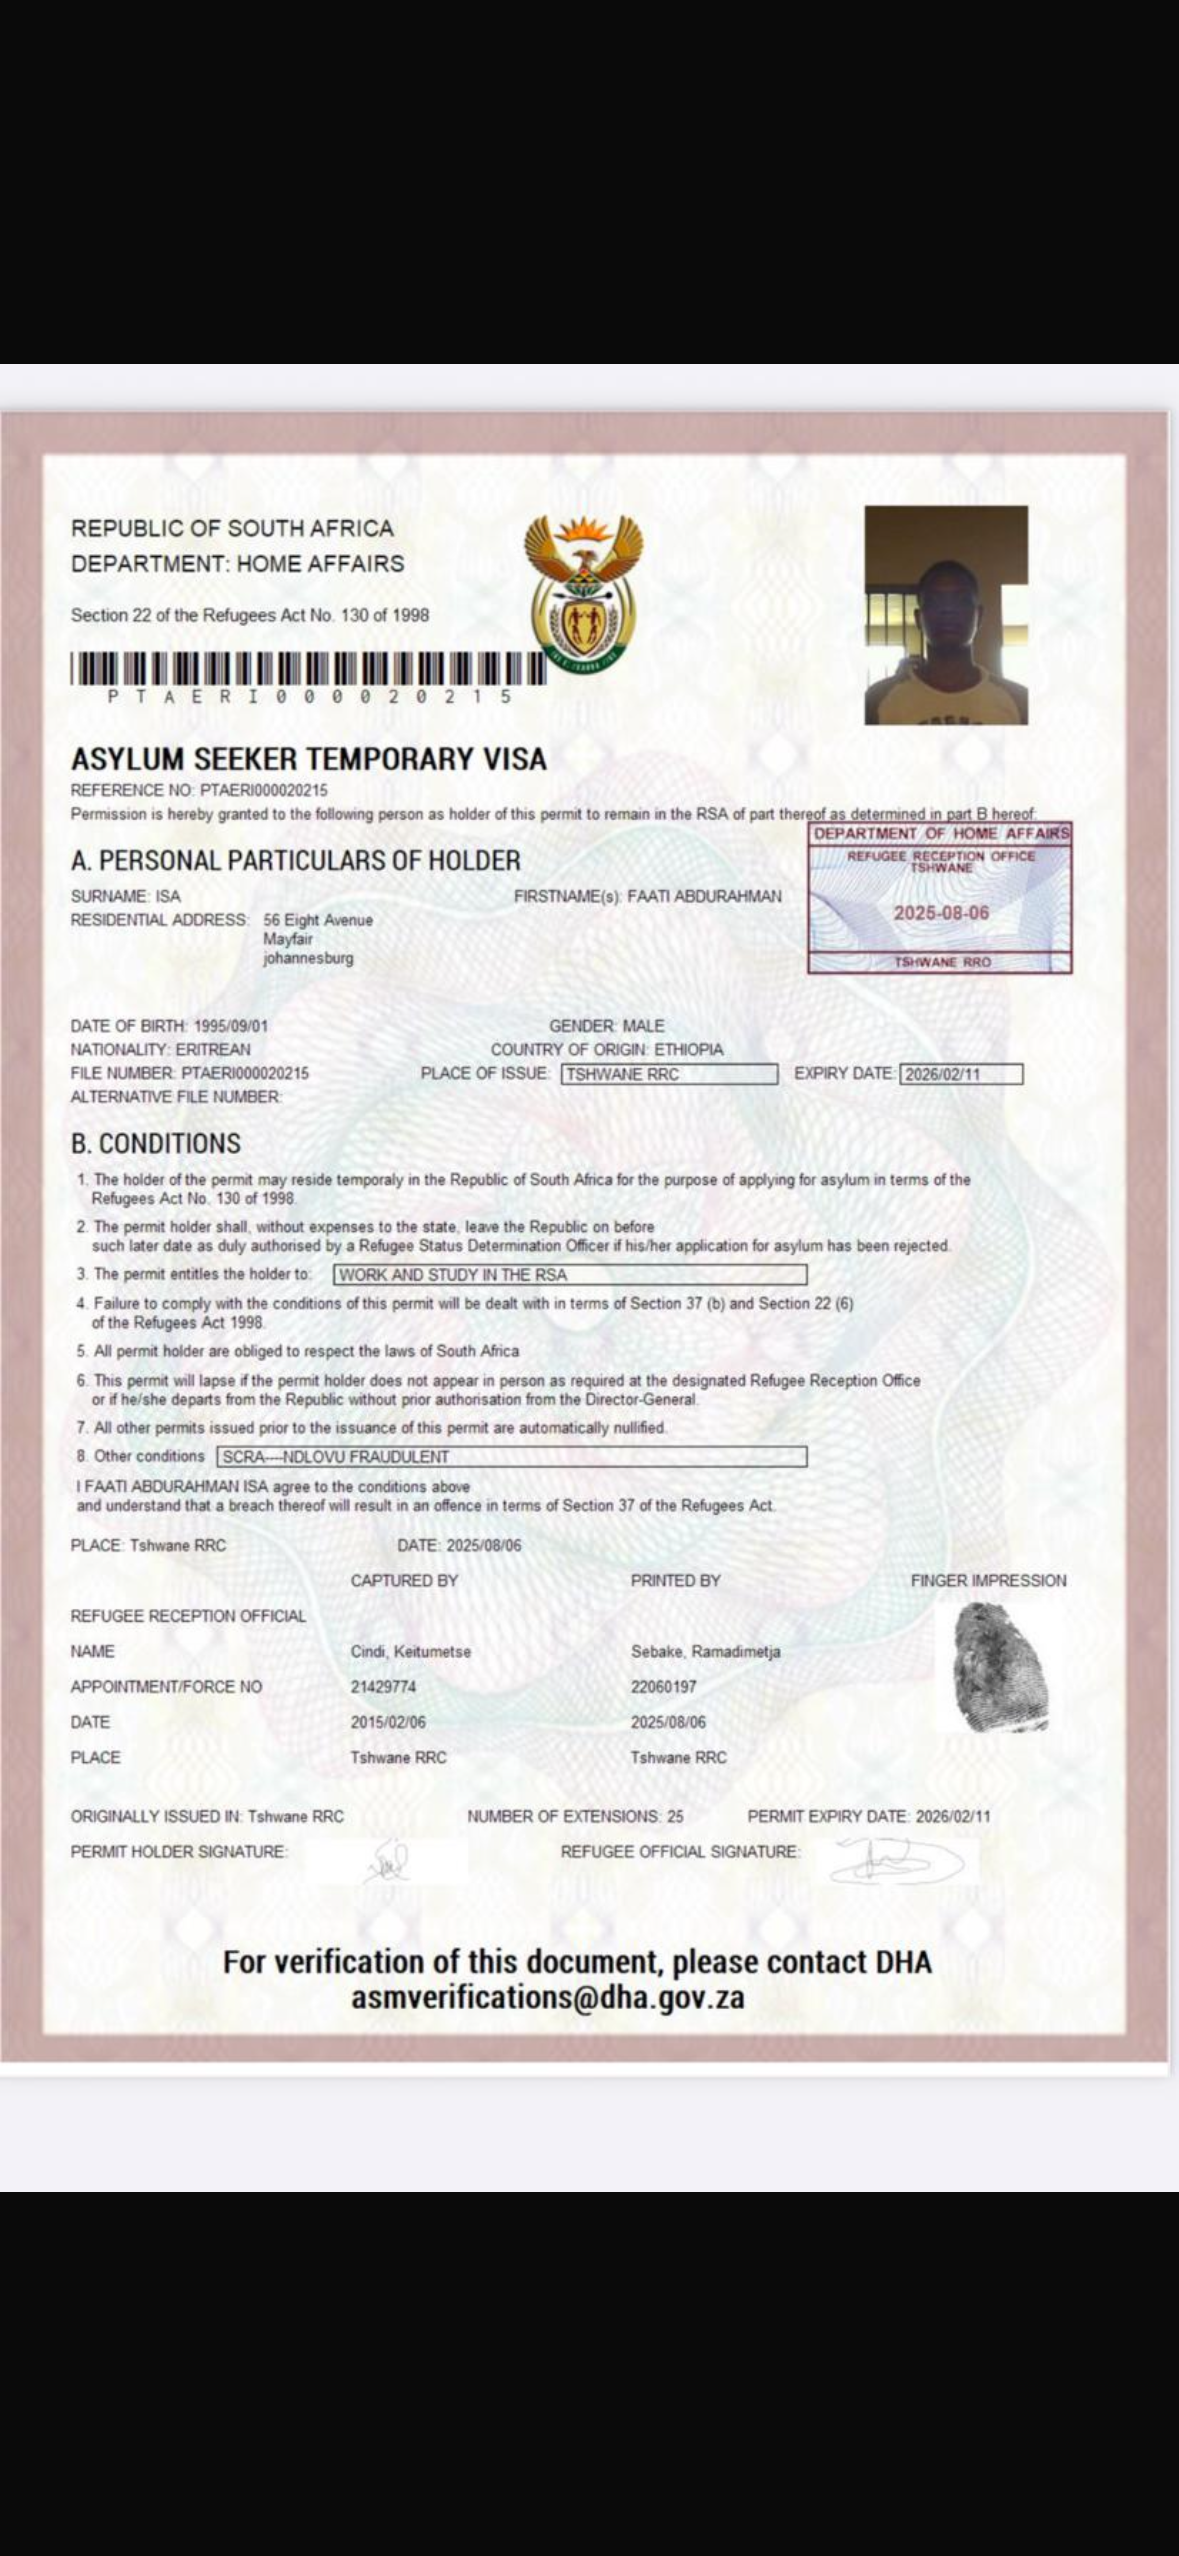 REPUBLIC OF SOUTH AFRICA
DEPARTMENT: HOME AFFAIRS
Section 22 of the Refugees Act No. 130 of 1998
PTAERI000020215
ASYLUM SEEKER TEMPORARY VISA
REFERENCE NO: PTAERI000020215
Permission is hereby granted to the following person as holder of this permit to remain in the RSA of part thereof as determined in part B hereof:
DEPARTMENT OF HOME AFFAIRS
REFUGEE RECEPTION OFFICE
TSHWANE
2025-08-06
TSHWANE RRO
A. PERSONAL PARTICULARS OF HOLDER
SURNAME: ISA FIRSTNAME(s): FAATI ABDURAHMAN
RESIDENTIAL ADDRESS: 56 Eight Avenue
Mayfair
johannesburg
DATE OF BIRTH: 1995/09/01 GENDER: MALE
NATIONALITY: ERITREAN COUNTRY OF ORIGIN: ETHIOPIA
FILE NUMBER: PTAERI000020215 PLACE OF ISSUE: TSHWANE RRC EXPIRY DATE: 2026/02/11
ALTERNATIVE FILE NUMBER:
B. CONDITIONS
1. The holder of the permit may reside temporaly in the Republic of South Africa for the purpose of applying for asylum in terms of the
Refugees Act No. 130 of 1998.
2. The permit holder shall, without expenses to the state, leave the Republic on before
such later date as duly authorised by a Refugee Status Determination Officer if his/her application for asylum has been rejected.
3. The permit entitles the holder to: WORK AND STUDY IN THE RSA
4. Failure to comply with the conditions of this permit will be dealt with in terms of Section 37 (b) and Section 22 (6)
of the Refugees Act 1998.
5. All permit holder are obliged to respect the laws of South Africa
6. This permit will lapse if the permit holder does not appear in person as required at the designated Refugee Reception Office
or if he/she departs from the Republic without prior authorisation from the Director-General.
7. All other permits issued prior to the issuance of this permit are automatically nullified.
8. Other conditions SCRA----NDLOVU FRAUDULENT
I FAATI ABDURAHMAN ISA agree to the conditions above
and understand that a breach thereof will result in an offence in terms of Section 37 of the Refugees Act.
PLACE: Tshwane RRC DATE: 2025/08/06
CAPTURED BY PRINTED BY FINGER IMPRESSION
REFUGEE RECEPTION OFFICIAL
NAME Cindi, Keitumetse Sebake, Ramadimetja
APPOINTMENT/FORCE NO 21429774 22060197
DATE 2015/02/06 2025/08/06
PLACE Tshwane RRC Tshwane RRC
ORIGINALLY ISSUED IN: Tshwane RRC NUMBER OF EXTENSIONS: 25 PERMIT EXPIRY DATE: 2026/02/11
PERMIT HOLDER SIGNATURE: REFUGEE OFFICIAL SIGNATURE:
For verification of this document, please contact DHA
asmverifications@dha.gov.za